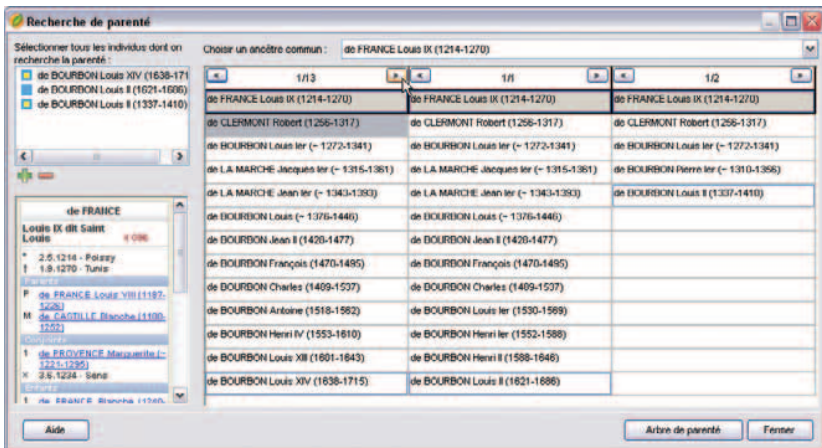 Recherche de parenté
Sélectionner tous les individus dont on
recherche la parenté :
de BOURBON Louis XIV (1638-171
de BOURBON Louis II (1621-1686)
de BOURBON Louis II (1337-1410)
de FRANCE
Louis IX dit Saint
Louis
* 2.5.1214 - Poissy
† 1.9.1270 - Tunis
Parents
P de FRANCE Louis VIII (1187-
1226)
M de CASTILLE Blanche (1188-
1252)
Conjoints
1 de PROVENCE Marguerite (~
1221-1295)
x 3.6.1234 - Sens
Enfants
1 de FRANCE Blanche (1240-
Choisir un ancêtre commun : de FRANCE Louis IX (1214-1270)
1/13 1/1 1/2
de FRANCE Louis IX (1214-1270) de FRANCE Louis IX (1214-1270) de FRANCE Louis IX (1214-1270)
de CLERMONT Robert (1256-1317) de CLERMONT Robert (1256-1317) de CLERMONT Robert (1256-1317)
de BOURBON Louis Ier (~ 1272-1341) de BOURBON Louis Ier (~ 1272-1341) de BOURBON Louis Ier (~ 1272-1341)
de LA MARCHE Jacques Ier (~ 1315-1361) de LA MARCHE Jacques Ier (~ 1315-1361) de BOURBON Pierre Ier (~ 1310-1356)
de LA MARCHE Jean Ier (~ 1343-1393) de LA MARCHE Jean Ier (~ 1343-1393) de BOURBON Louis II (1337-1410)
de BOURBON Louis (~ 1376-1446) de BOURBON Louis (~ 1376-1446)
de BOURBON Jean II (1428-1477) de BOURBON Jean II (1428-1477)
de BOURBON François (1470-1495) de BOURBON François (1470-1495)
de BOURBON Charles (1489-1537) de BOURBON Charles (1489-1537)
de BOURBON Antoine (1518-1562) de BOURBON Louis Ier (1530-1569)
de BOURBON Henri IV (1553-1610) de BOURBON Henri Ier (1552-1588)
de BOURBON Louis XIII (1601-1643) de BOURBON Henri II (1588-1646)
de BOURBON Louis XIV (1638-1715) de BOURBON Louis II (1621-1686)
Aide Arbre de parenté Fermer